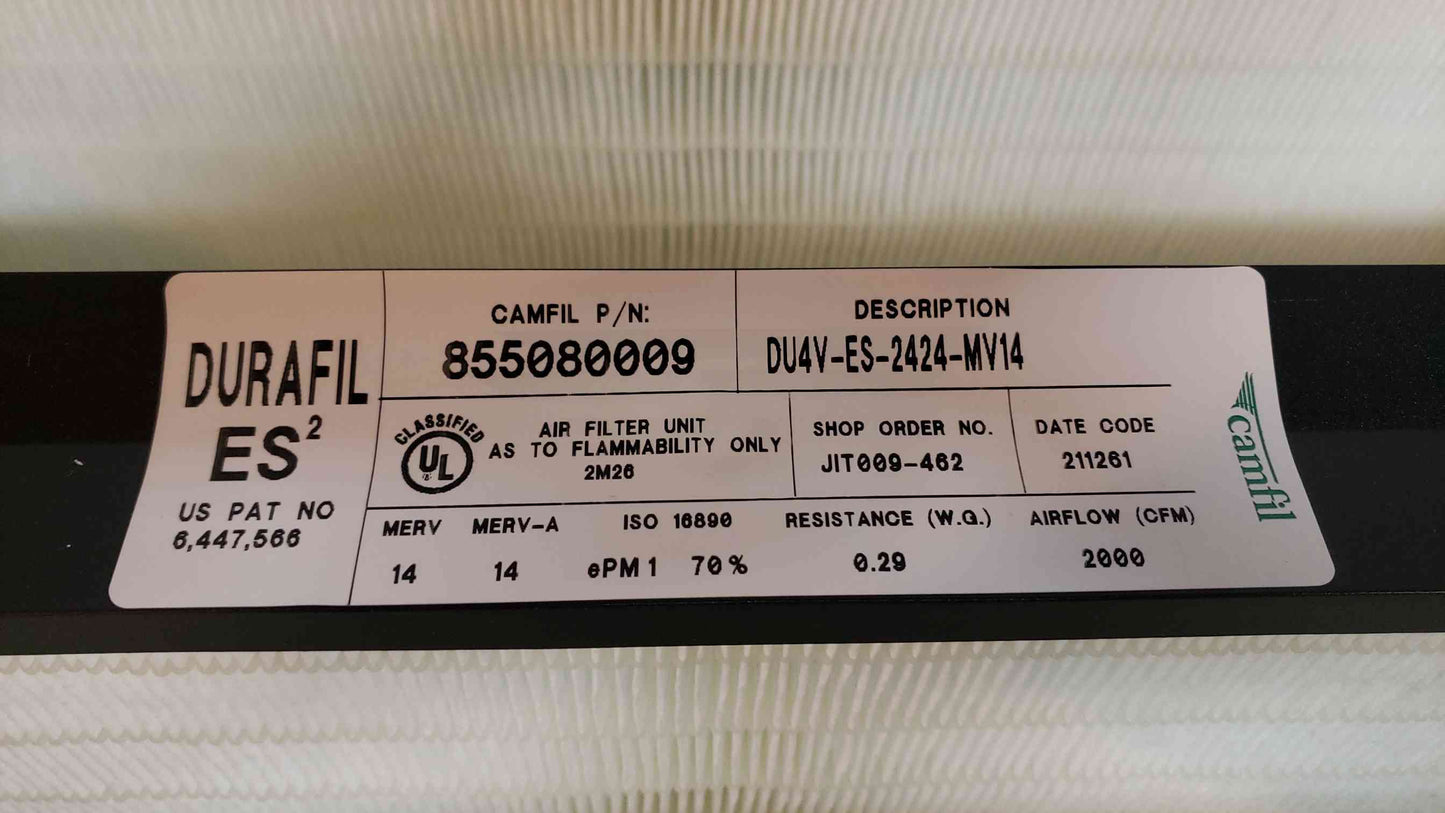 DURAFIL
ES²
US PAT NO
6,447,566
CAMFIL P/N:
855080009
DESCRIPTION
DU4V-ES-2424-MV14
CLASSIFIED
UL
AIR FILTER UNIT
AS TO FLAMMABILITY ONLY
2M26
SHOP ORDER NO.
JIT009-462
DATE CODE
211261
MERV MERV-A ISO 16890 RESISTANCE (W.G.) AIRFLOW (CFM)
14 14 ePM 1 70 % 0.29 2000
camfil